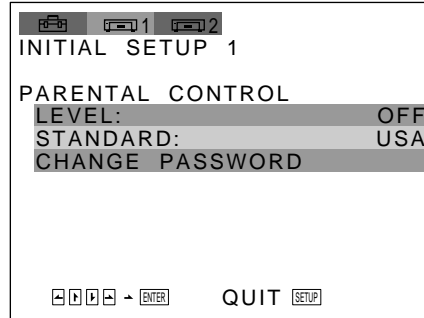 1 2
INITIAL SETUP 1
PARENTAL CONTROL
LEVEL: OFF
STANDARD: USA
CHANGE PASSWORD
ENTER QUIT SETUP